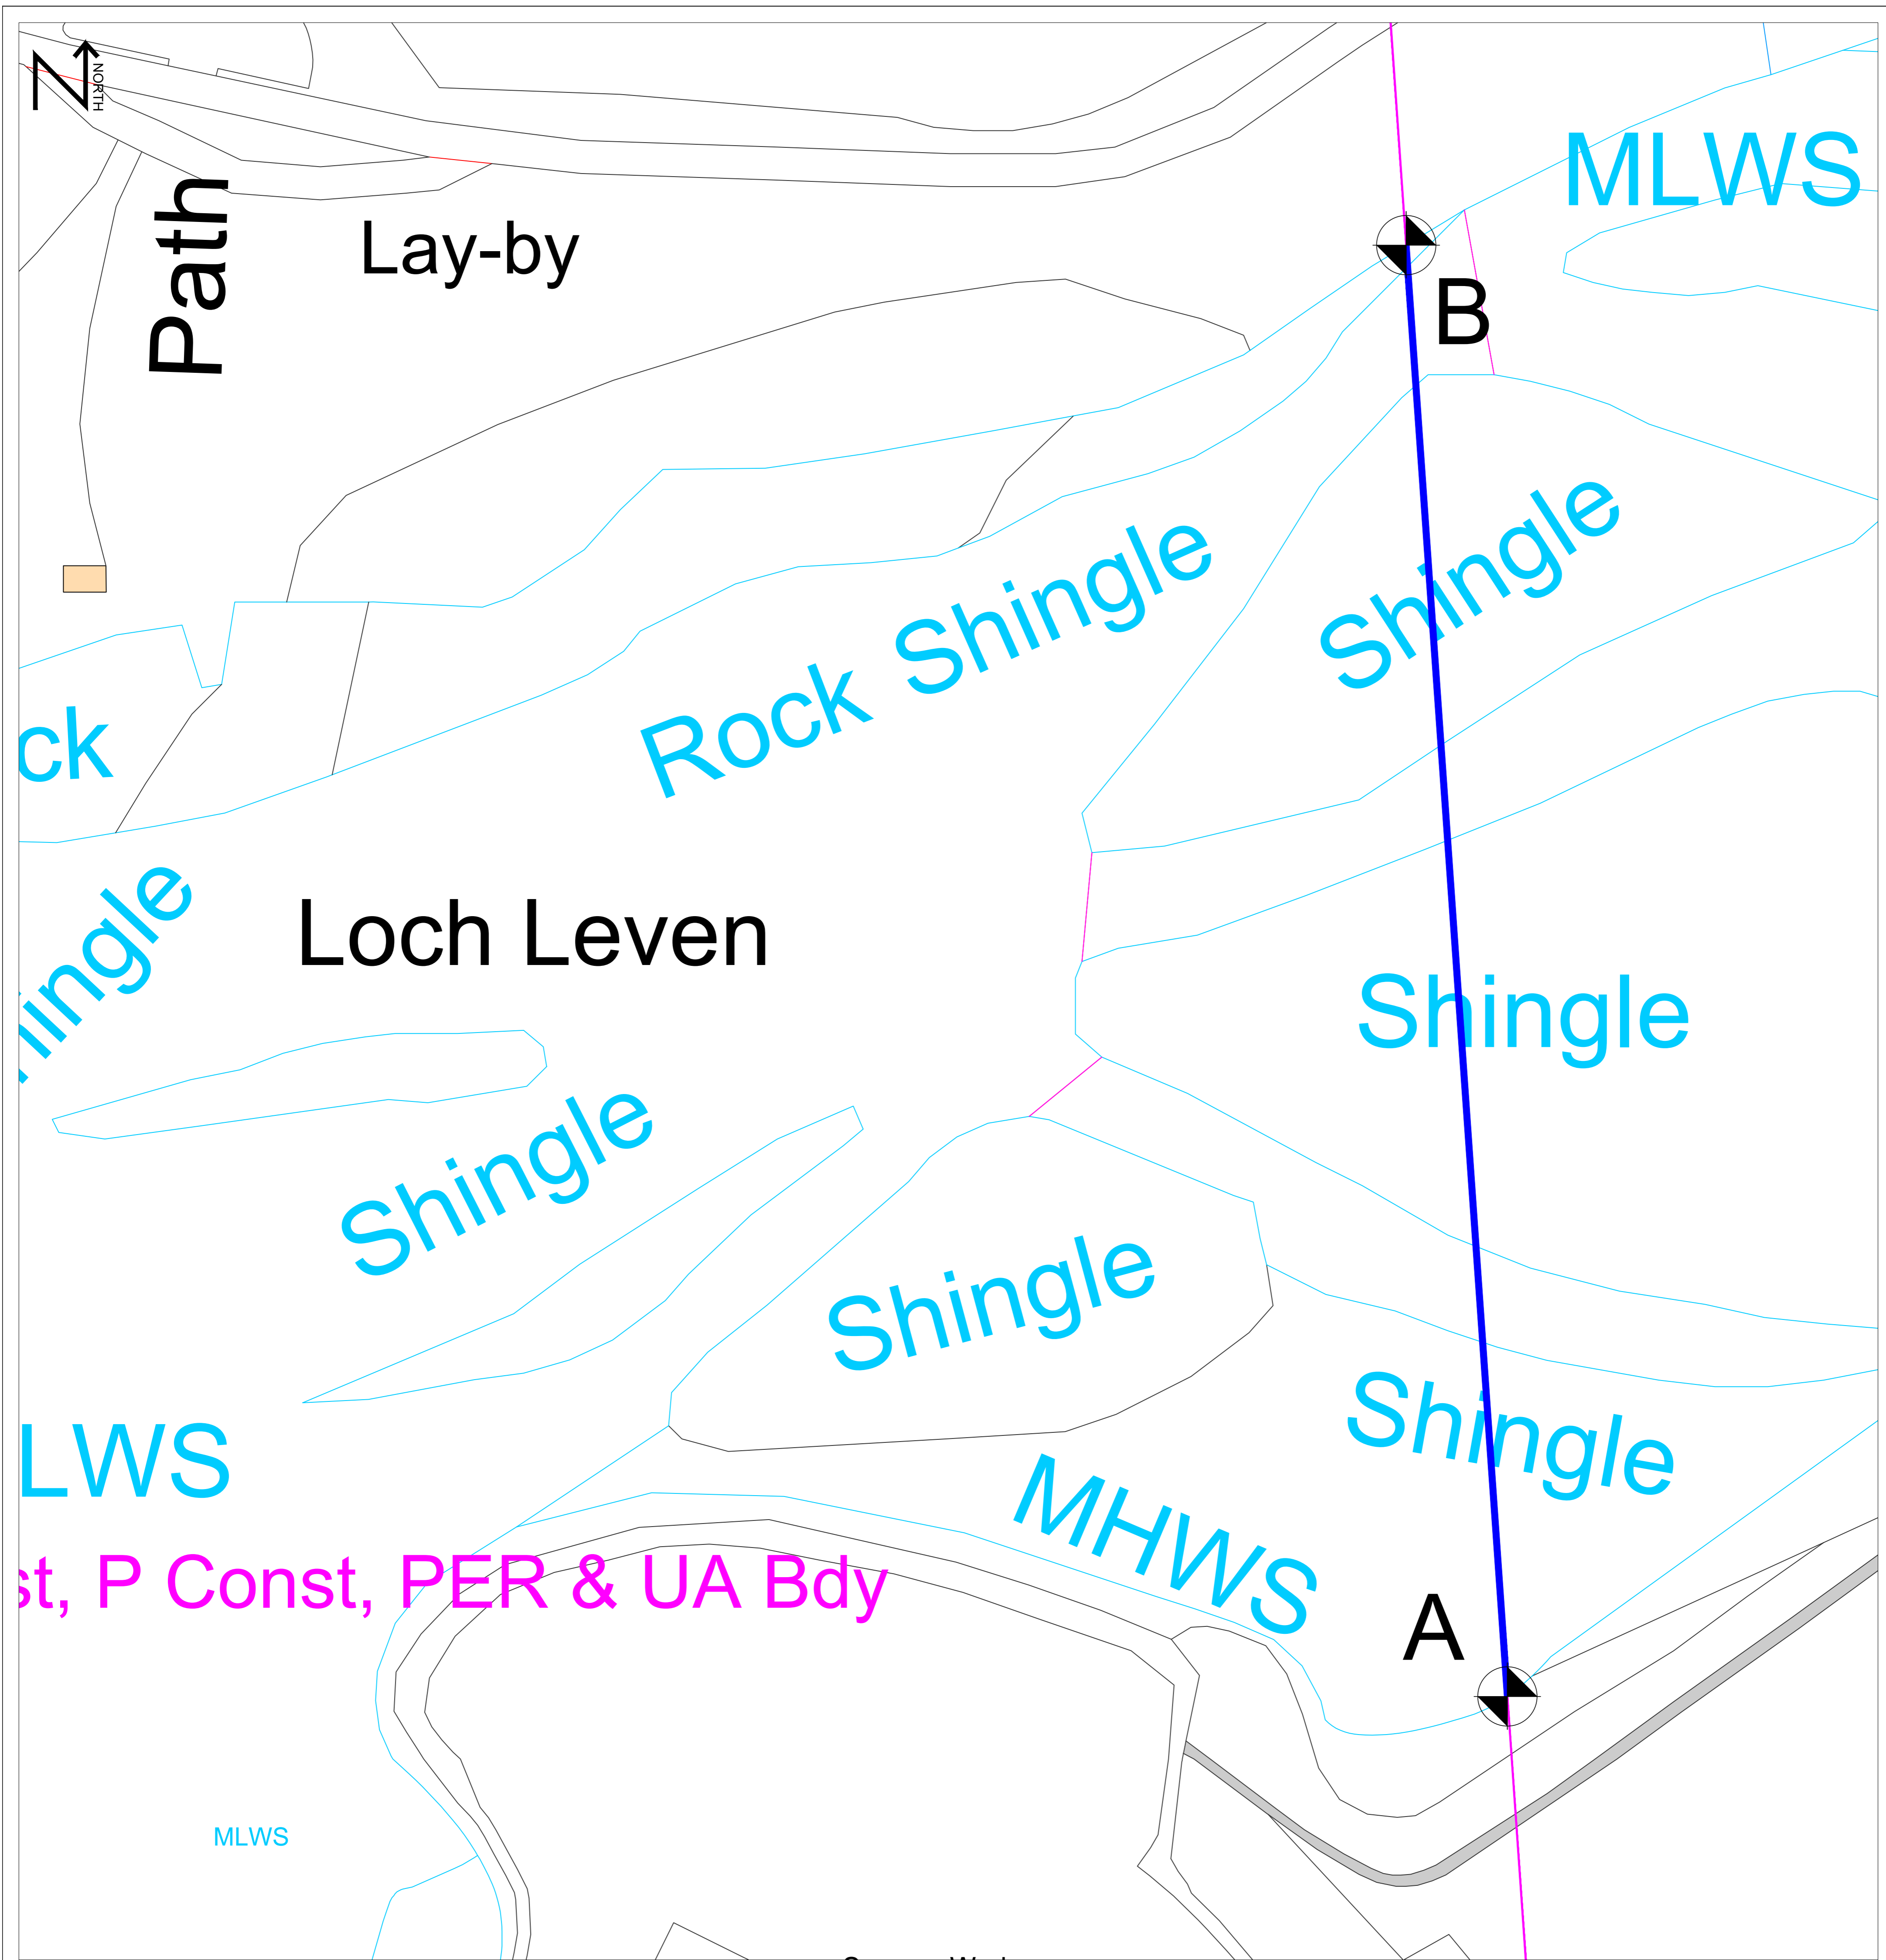 NORTH
MLWS
Path
Lay-by
B
Shingle
Rock Shingle
ck
Loch Leven
Shingle
Shingle
Shingle
Shingle
LWS
MHWS
st, P Const, PER & UA Bdy
A
MLWS